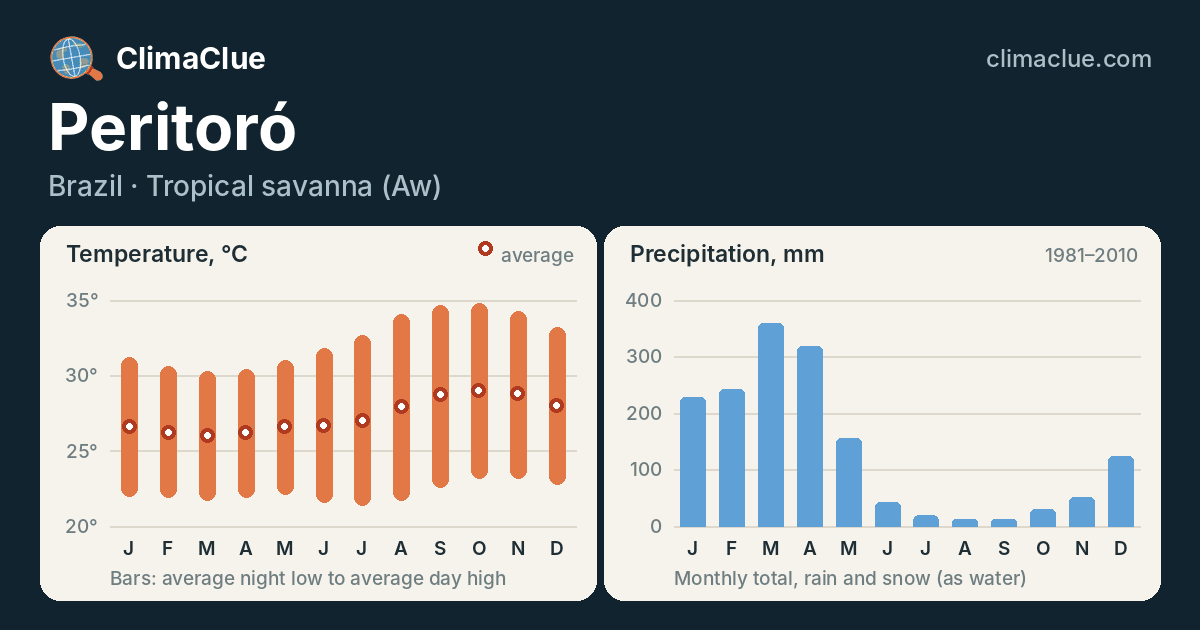 ClimaClue
climaclue.com
Peritoró
Brazil · Tropical savanna (Aw)
Temperature, °C
average
35°
30°
25°
20°
J F M A M J J A S O N D
Bars: average night low to average day high
Precipitation, mm
1981–2010
400
300
200
100
0
J F M A M J J A S O N D
Monthly total, rain and snow (as water)